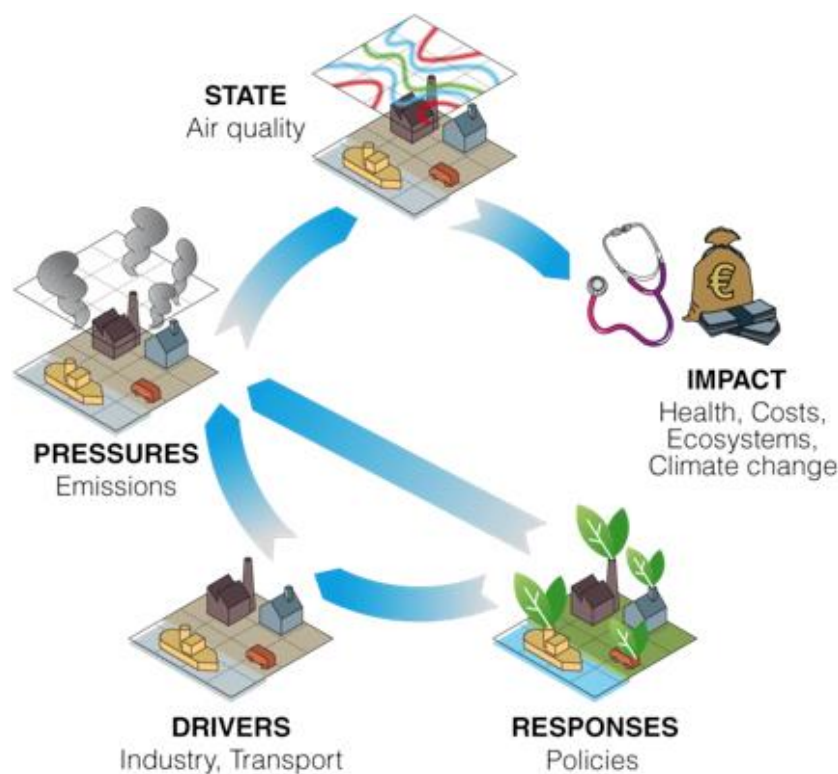 STATE
Air quality
€
IMPACT
Health, Costs,
Ecosystems,
Climate change
PRESSURES
Emissions
DRIVERS
Industry, Transport
RESPONSES
Policies